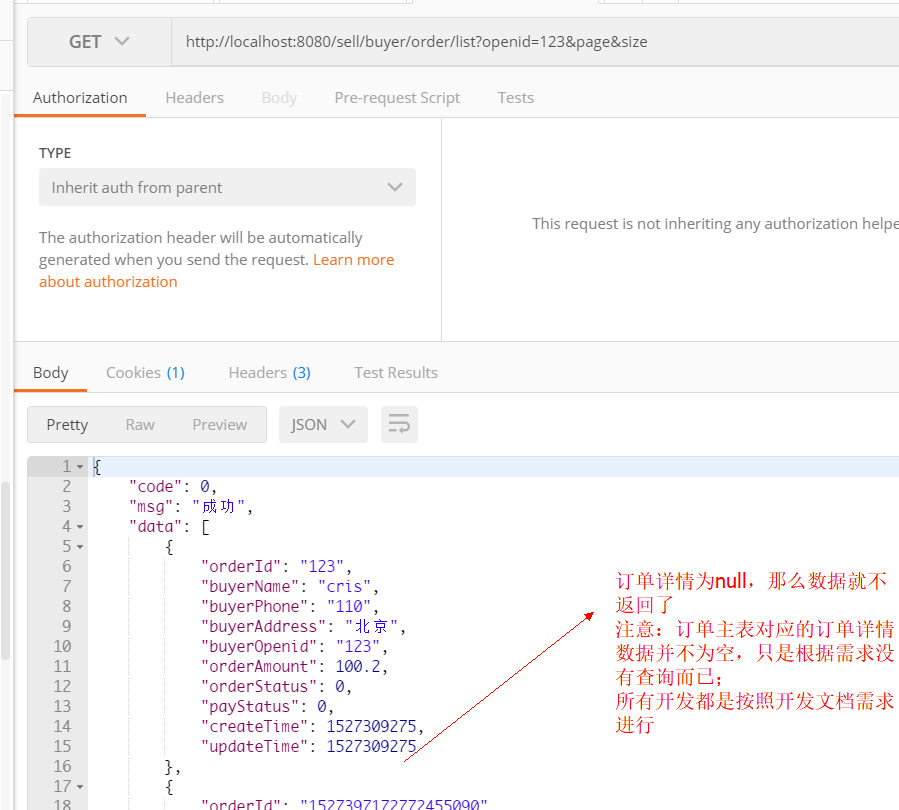 GET
http://localhost:8080/sell/buyer/order/list?openid=123&page&size
Authorization
Headers
Body
Pre-request Script
Tests
TYPE
Inherit auth from parent
The authorization header will be automatically
generated when you send the request. Learn more
about authorization
This request is not inheriting any authorization helpe
Body
Cookies (1)
Headers (3)
Test Results
Pretty
Raw
Preview
JSON
1 {
2 "code": 0,
3 "msg": "成功",
4 "data": [
5 {
6 "orderId": "123",
7 "buyerName": "cris",
8 "buyerPhone": "110",
9 "buyerAddress": "北京",
10 "buyerOpenid": "123",
11 "orderAmount": 100.2,
12 "orderStatus": 0,
13 "payStatus": 0,
14 "createTime": 1527309275,
15 "updateTime": 1527309275
16 },
17 {
18 "orderId": "1527397172772455090"
订单详情为null，那么数据就不
返回了
注意：订单主表对应的订单详情
数据并不为空，只是根据需求没
有查询而已；
所有开发都是按照开发文档需求
进行